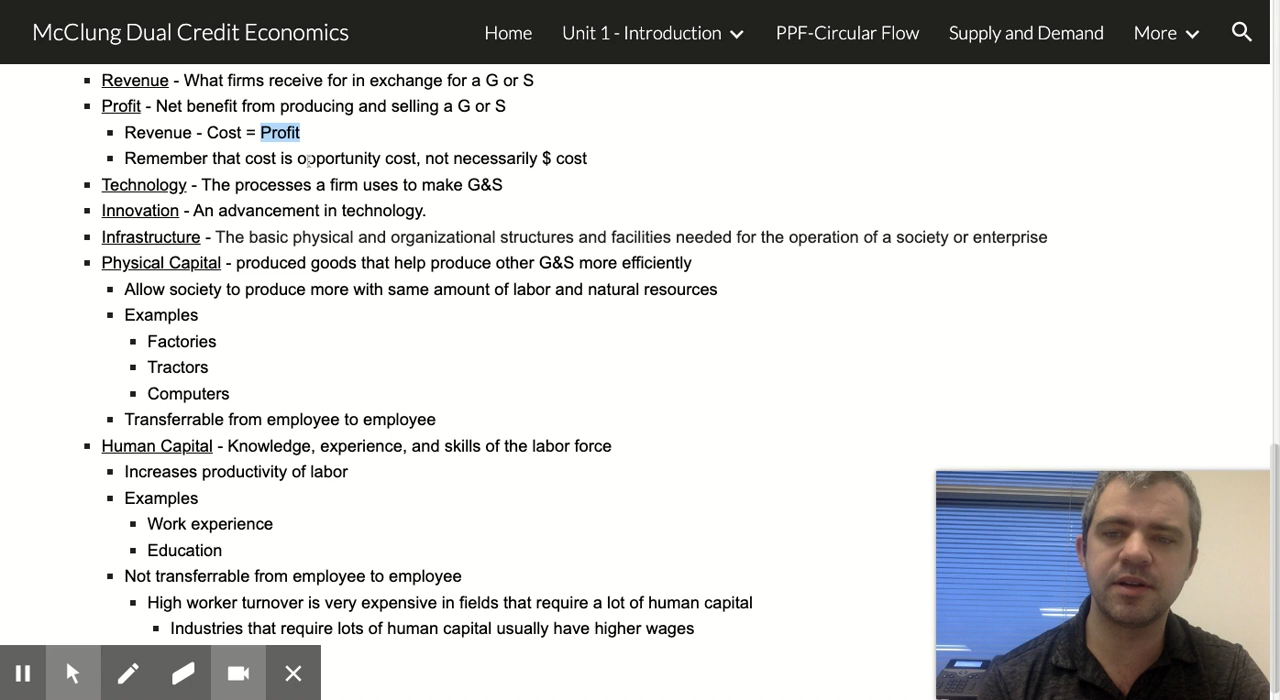 McClung Dual Credit Economics
Home
Unit 1 - Introduction
PPF-Circular Flow
Supply and Demand
More
Revenue - What firms receive for in exchange for a G or S
Profit - Net benefit from producing and selling a G or S
Revenue - Cost = Profit
Remember that cost is opportunity cost, not necessarily $ cost
Technology - The processes a firm uses to make G&S
Innovation - An advancement in technology.
Infrastructure - The basic physical and organizational structures and facilities needed for the operation of a society or enterprise
Physical Capital - produced goods that help produce other G&S more efficiently
Allow society to produce more with same amount of labor and natural resources
Examples
Factories
Tractors
Computers
Transferrable from employee to employee
Human Capital - Knowledge, experience, and skills of the labor force
Increases productivity of labor
Examples
Work experience
Education
Not transferrable from employee to employee
High worker turnover is very expensive in fields that require a lot of human capital
Industries that require lots of human capital usually have higher wages